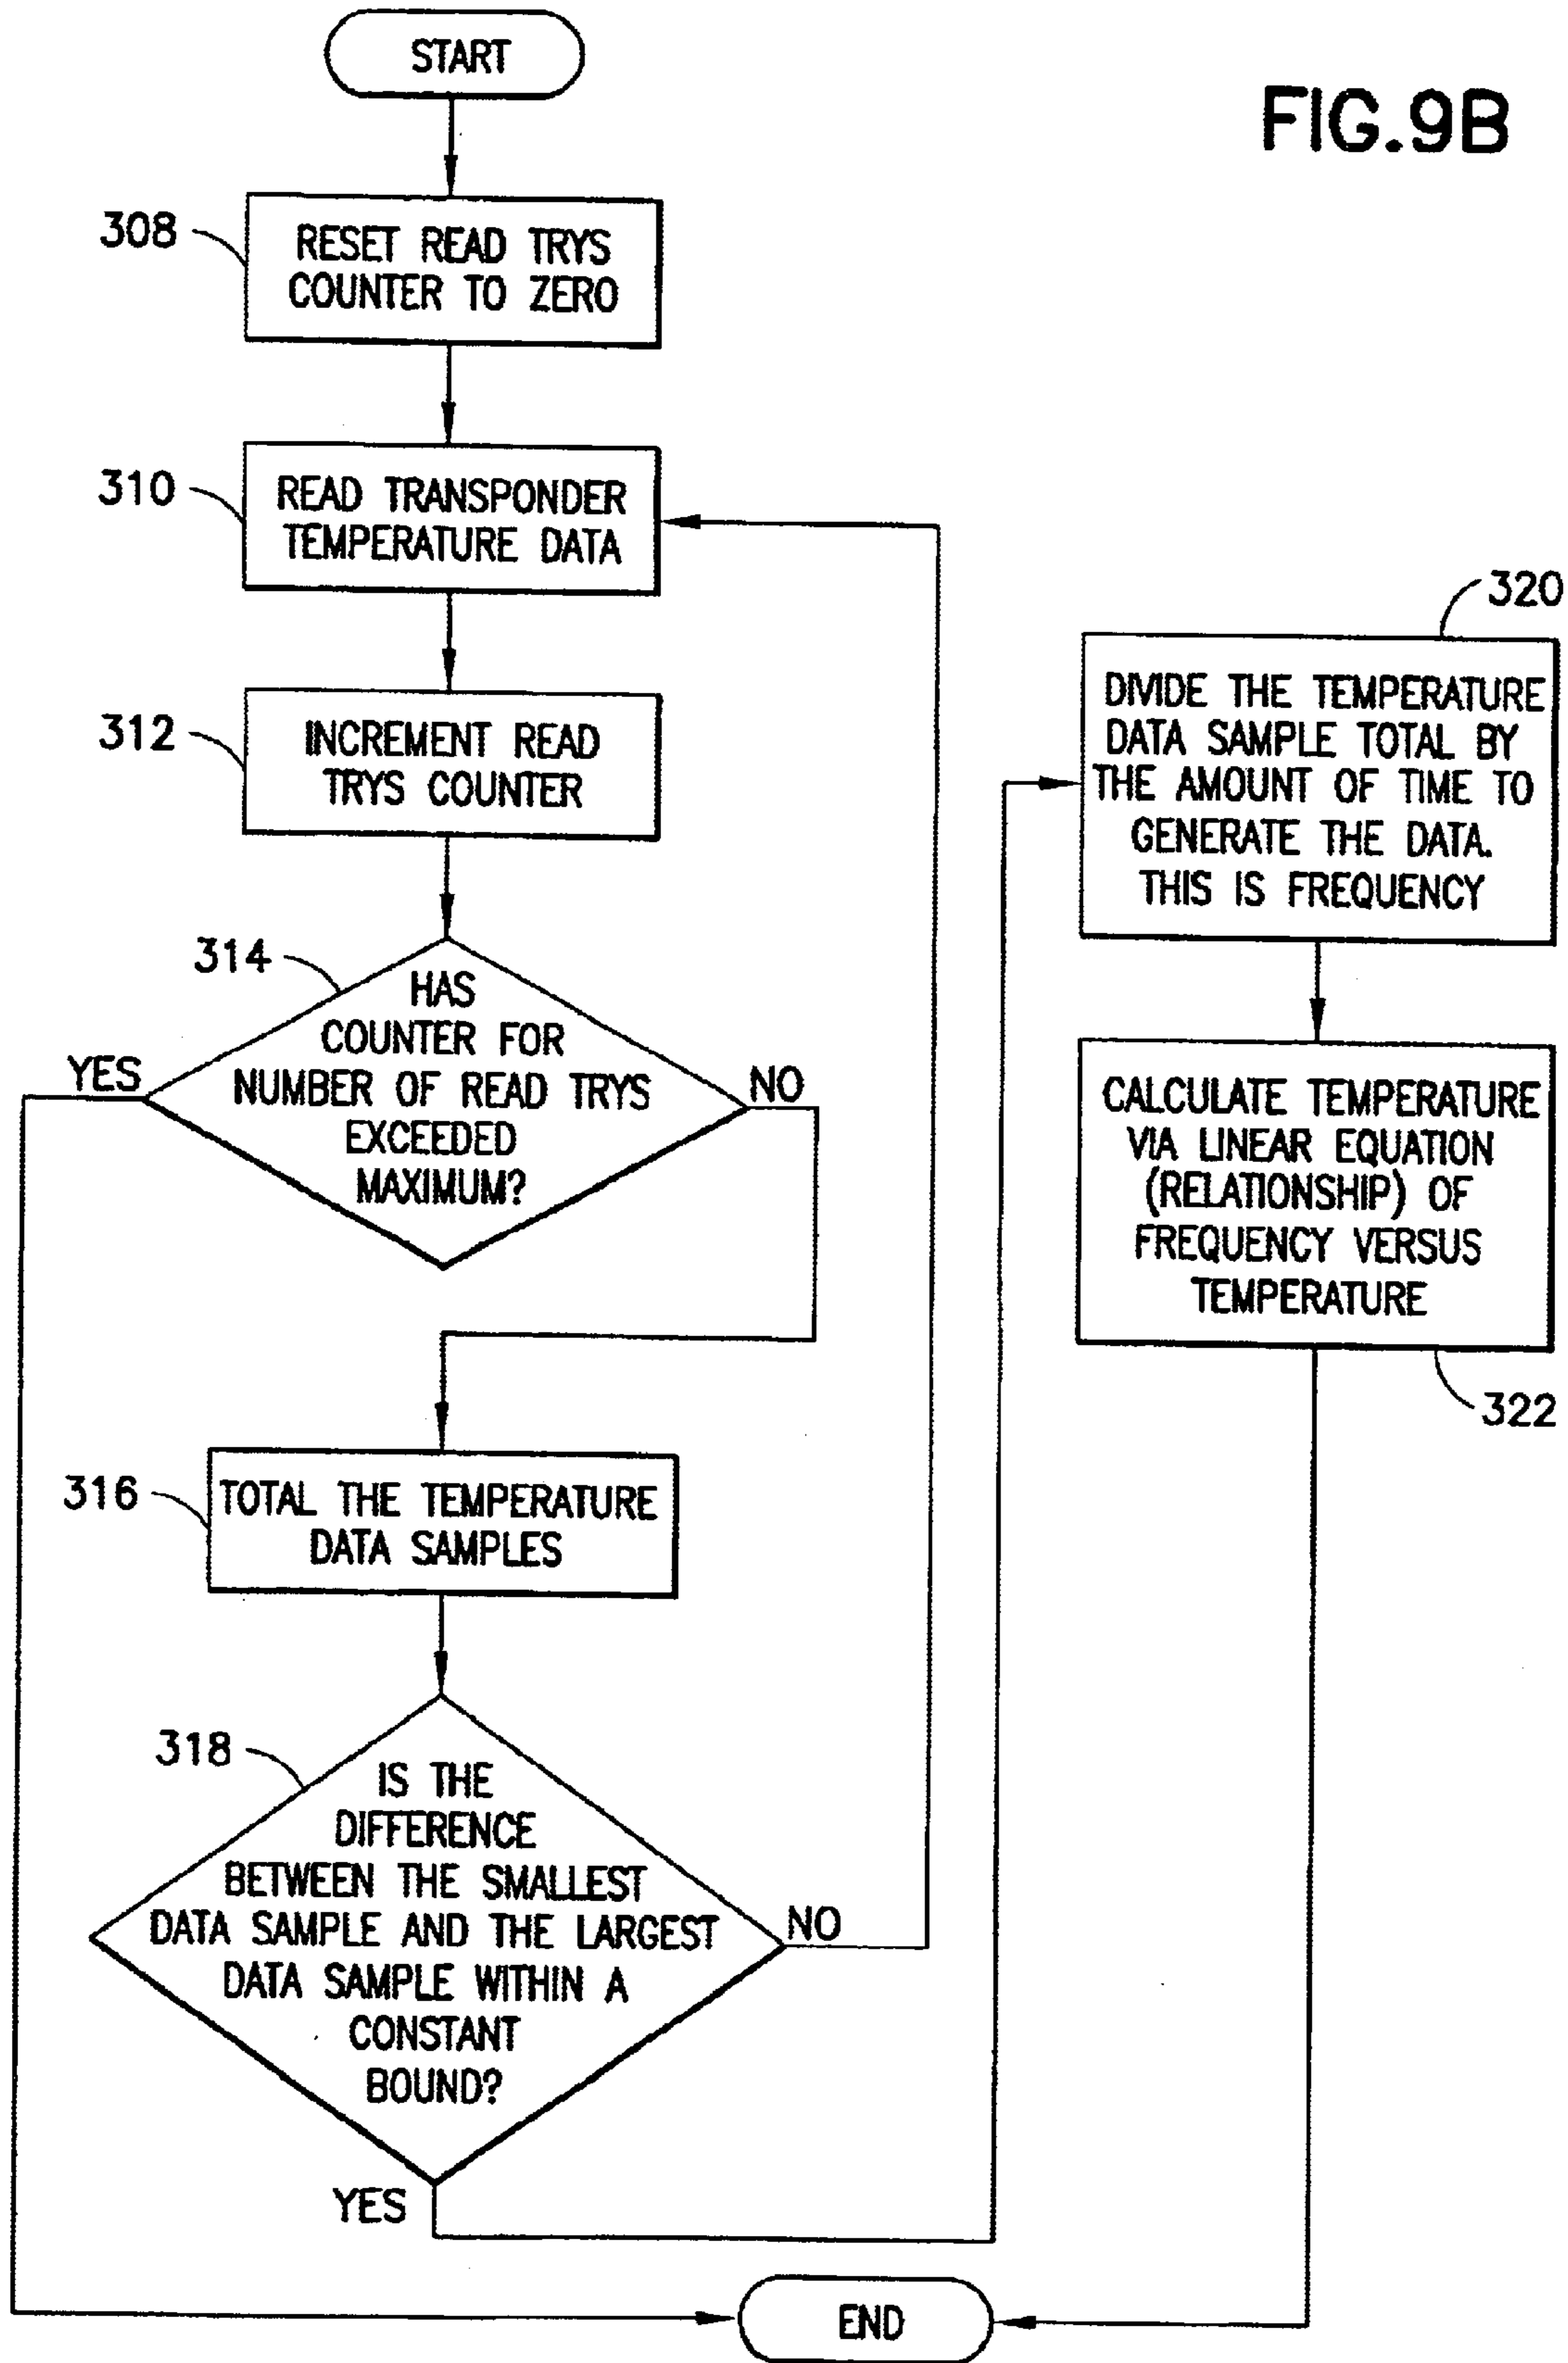 START
FIG.9B
308
RESET READ TRYS
COUNTER TO ZERO
310
READ TRANSPONDER
TEMPERATURE DATA
312
INCREMENT READ
TRYS COUNTER
314
HAS
COUNTER FOR
NUMBER OF READ TRYS
EXCEEDED
MAXIMUM?
YES
NO
316
TOTAL THE TEMPERATURE
DATA SAMPLES
318
IS THE
DIFFERENCE
BETWEEN THE SMALLEST
DATA SAMPLE AND THE LARGEST
DATA SAMPLE WITHIN A
CONSTANT
BOUND?
NO
YES
320
DIVIDE THE TEMPERATURE
DATA SAMPLE TOTAL BY
THE AMOUNT OF TIME TO
GENERATE THE DATA.
THIS IS FREQUENCY
CALCULATE TEMPERATURE
VIA LINEAR EQUATION
(RELATIONSHIP) OF
FREQUENCY VERSUS
TEMPERATURE
322
END